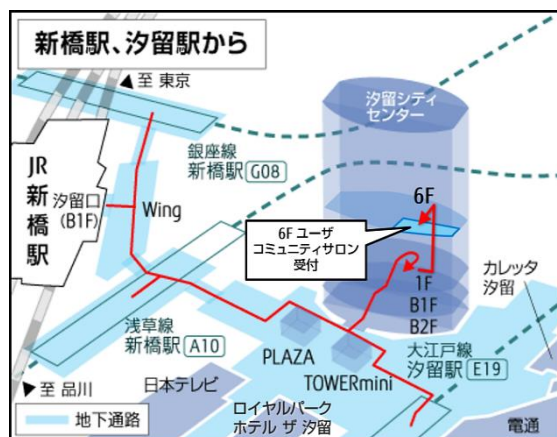 新橋駅、汐留駅から
至 東京
汐留シティ
センター
銀座線
新橋駅 G08
JR
新橋駅
汐留口
(B1F)
Wing
6F
6F ユーザ
コミュニティサロン
受付
1F
B1F
B2F
カレッタ
汐留
浅草線
新橋駅 A10
PLAZA
TOWERmini
大江戸線
汐留駅 E19
至 品川
日本テレビ
ロイヤルパーク
ホテル ザ 汐留
電通
地下通路